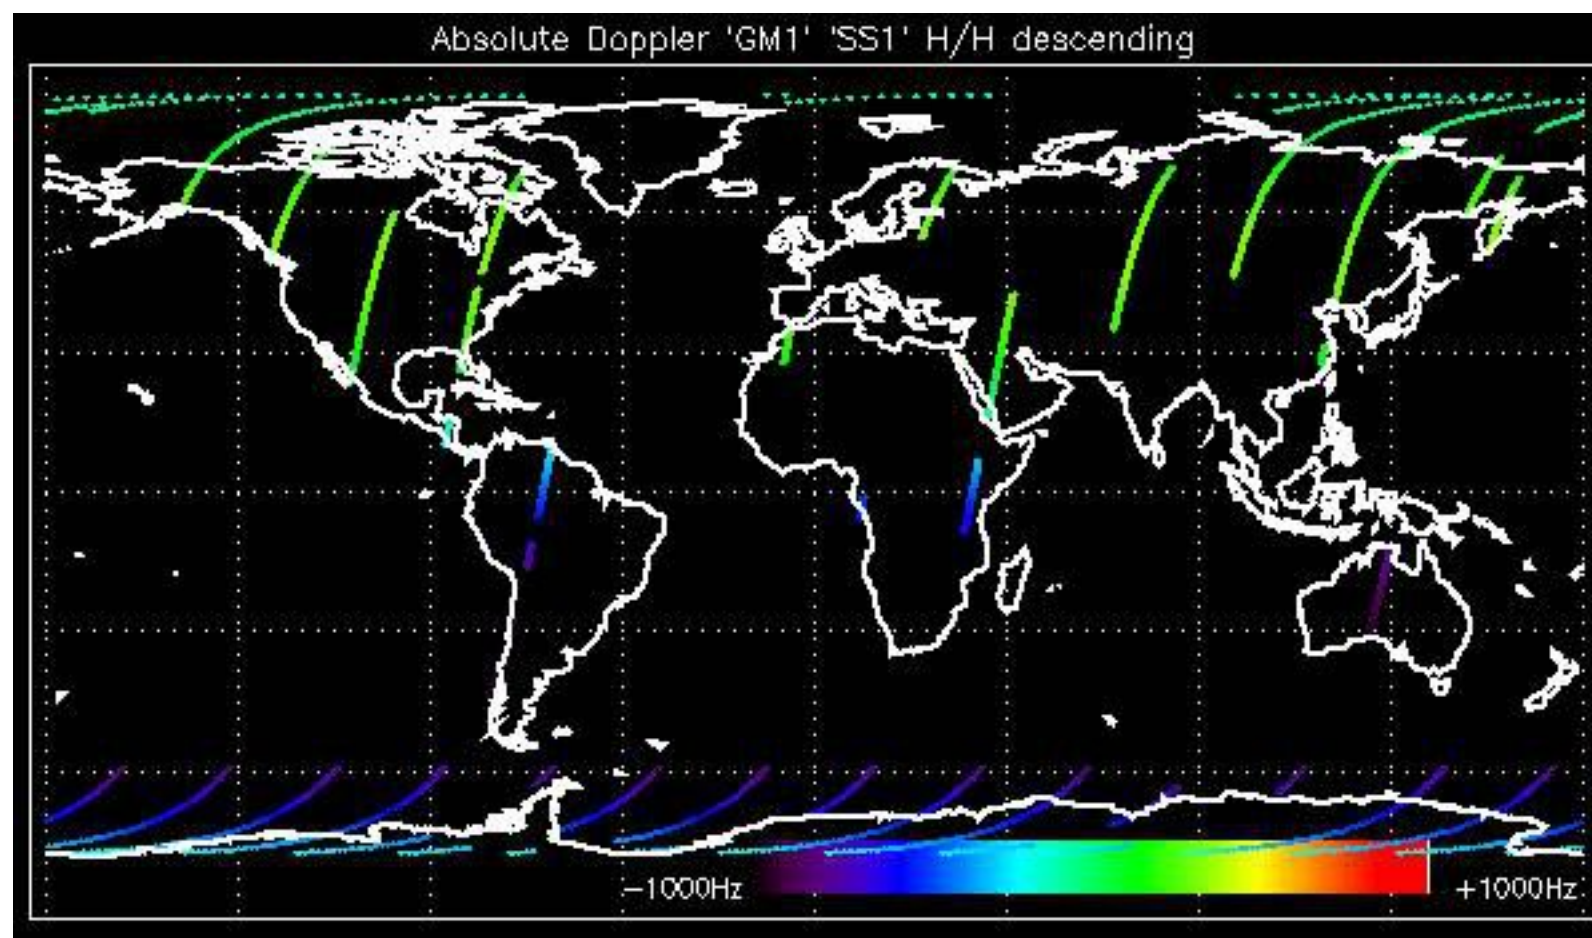 Absolute Doppler 'GM1' 'SS1' H/H descending
−1000Hz +1000Hz